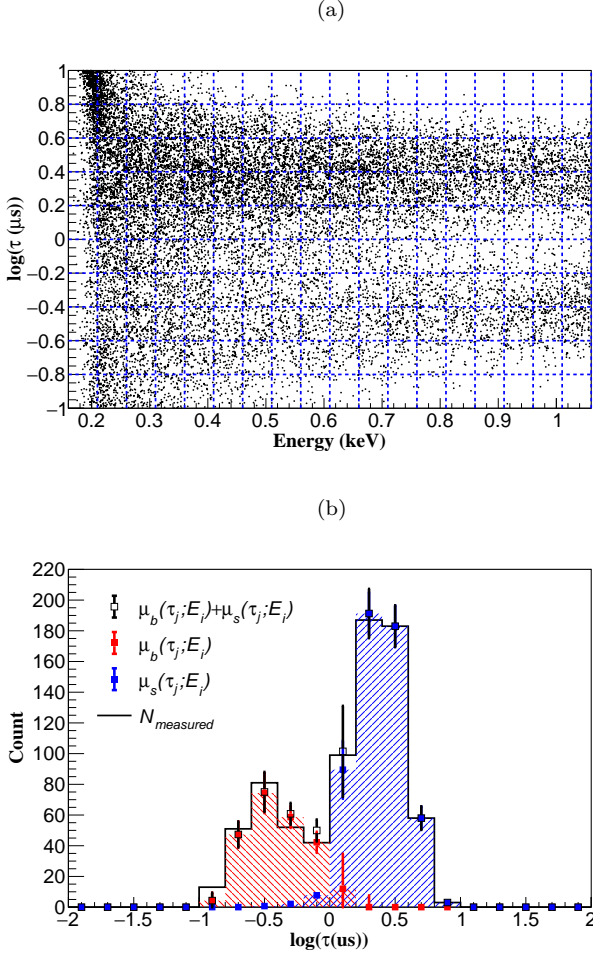 (a)
log(τ (μs))
1
0.8
0.6
0.4
0.2
0
−0.2
−0.4
−0.6
−0.8
−1
0.2 0.3 0.4 0.5 0.6 0.7 0.8 0.9 1
Energy (keV)
(b)
Count
220
200
180
160
140
120
100
80
60
40
20
0
μb(τj;Ei)+μs(τj;Ei)
μb(τj;Ei)
μs(τj;Ei)
Nmeasured
−2 −1.5 −1 −0.5 0 0.5 1 1.5 2
log(τ(us))